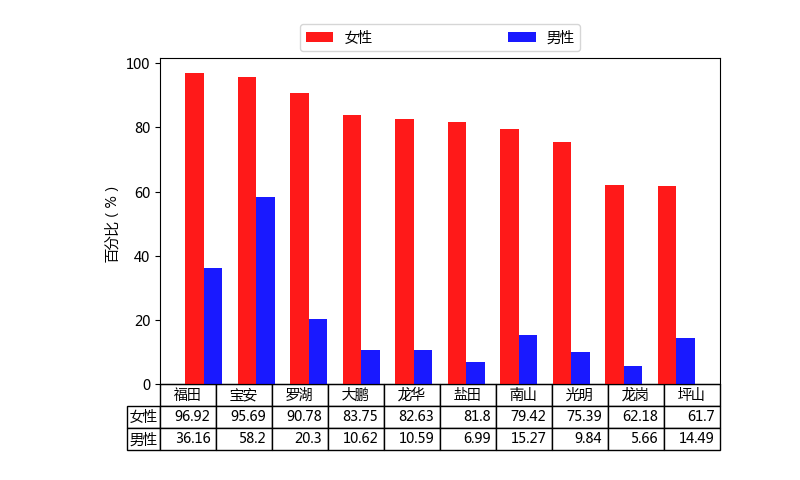 女性 男性
百分比（%）
100
80
60
40
20
0
福田 宝安 罗湖 大鹏 龙华 盐田 南山 光明 龙岗 坪山
女性 96.92 95.69 90.78 83.75 82.63 81.8 79.42 75.39 62.18 61.7
男性 36.16 58.2 20.3 10.62 10.59 6.99 15.27 9.84 5.66 14.49